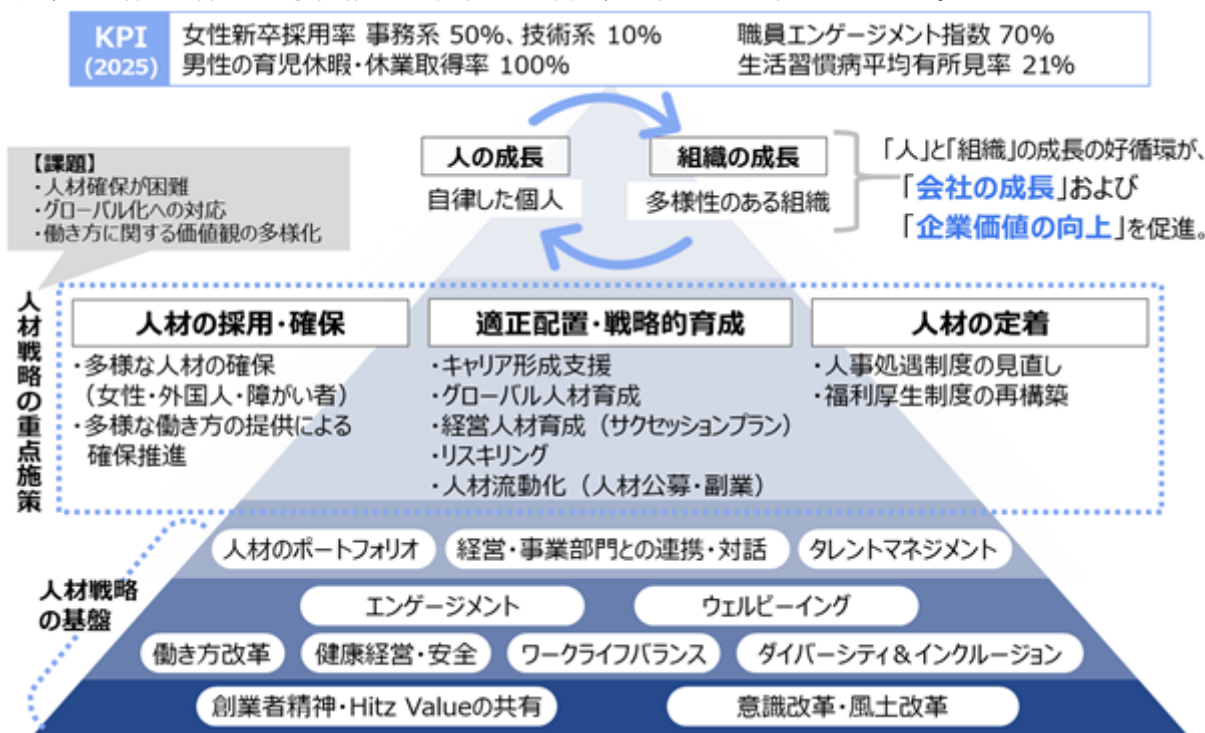 KPI
(2025)
女性新卒採用率 事務系 50%、技術系 10%
男性の育児休暇・休業取得率 100%
職員エンゲージメント指数 70%
生活習慣病平均有所見率 21%
【課題】
・人材確保が困難
・グローバル化への対応
・働き方に関する価値観の多様化
人の成長
自律した個人
組織の成長
多様性のある組織
「人」と「組織」の成長の好循環が、
「会社の成長」および
「企業価値の向上」を促進。
人材戦略の重点施策
人材の採用・確保
・多様な人材の確保
（女性・外国人・障がい者）
・多様な働き方の提供による
確保推進
適正配置・戦略的育成
・キャリア形成支援
・グローバル人材育成
・経営人材育成（サクセッションプラン）
・リスキリング
・人材流動化（人材公募・副業）
人材の定着
・人事処遇制度の見直し
・福利厚生制度の再構築
人材戦略
の基盤
人材のポートフォリオ
経営・事業部門との連携・対話
タレントマネジメント
エンゲージメント
ウェルビーイング
働き方改革
健康経営・安全
ワークライフバランス
ダイバーシティ＆インクルージョン
創業者精神・Hitz Valueの共有
意識改革・風土改革